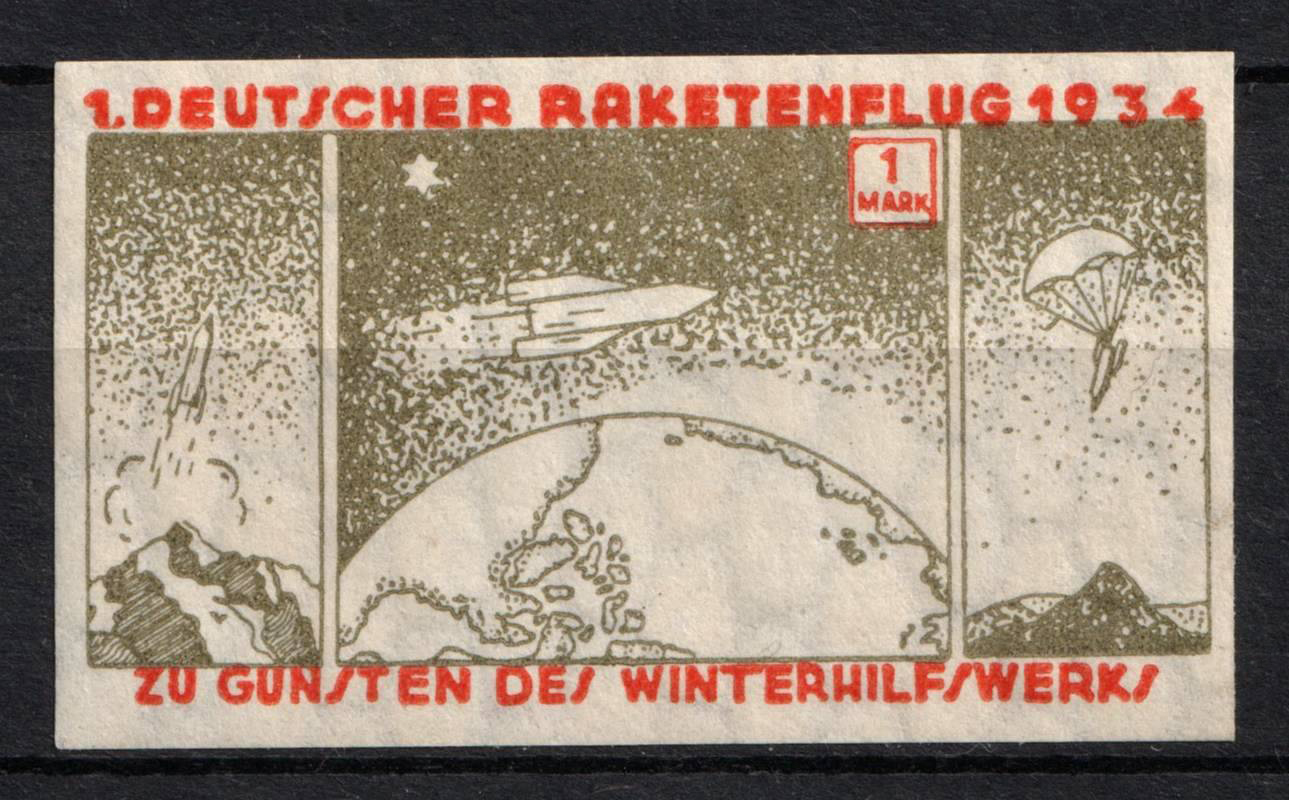 1. DEUTSCHER RAKETENFLUG 1934
1
MARK
ZU GUNSTEN DES WINTERHILFSWERKS